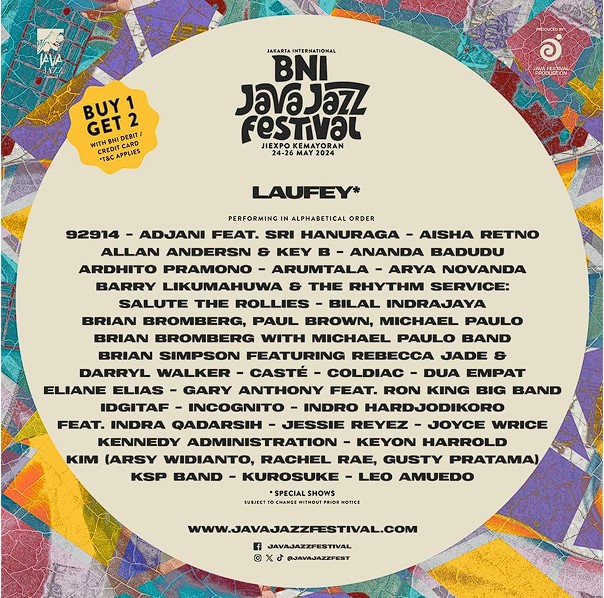 JAVA
JAZZ
Festival
PRODUCED BY
JAVA FESTIVAL
PRODUCTION
JAKARTA INTERNATIONAL
BNI
Java Jazz
FESTIVAL
JIEXPO KEMAYORAN
24-26 MAY 2024
BUY 1
GET 2
WITH BNI DEBIT /
CREDIT CARD
*T&C APPLIES
LAUFEY*
PERFORMING IN ALPHABETICAL ORDER
92914 - ADJANI FEAT. SRI HANURAGA - AISHA RETNO
ALLAN ANDERSN & KEY B - ANANDA BADUDU
ARDHITO PRAMONO - ARUMTALA - ARYA NOVANDA
BARRY LIKUMAHUWA & THE RHYTHM SERVICE:
SALUTE THE ROLLIES - BILAL INDRAJAYA
BRIAN BROMBERG, PAUL BROWN, MICHAEL PAULO
BRIAN BROMBERG WITH MICHAEL PAULO BAND
BRIAN SIMPSON FEATURING REBECCA JADE &
DARRYL WALKER - CASTÉ - COLDIAC - DUA EMPAT
ELIANE ELIAS - GARY ANTHONY FEAT. RON KING BIG BAND
IDGITAF - INCOGNITO - INDRO HARDJODIKORO
FEAT. INDRA QADARSIH - JESSIE REYEZ - JOYCE WRICE
KENNEDY ADMINISTRATION - KEYON HARROLD
KIM (ARSY WIDIANTO, RACHEL RAE, GUSTY PRATAMA)
KSP BAND - KUROSUKE - LEO AMUEDO
* SPECIAL SHOWS
SUBJECT TO CHANGE WITHOUT PRIOR NOTICE
WWW.JAVAJAZZFESTIVAL.COM
JAVAJAZZFESTIVAL
@JAVAJAZZFEST